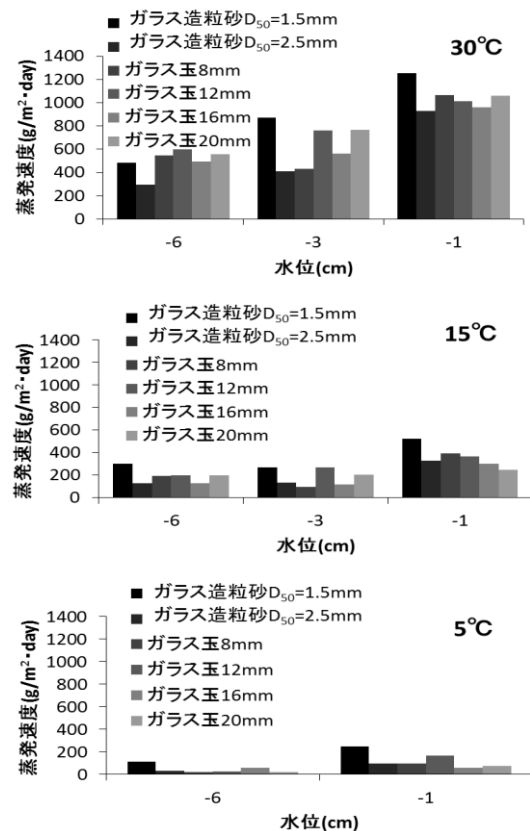 ガラス造粒砂D₅₀=1.5mm
ガラス造粒砂D₅₀=2.5mm
ガラス玉8mm
ガラス玉12mm
ガラス玉16mm
ガラス玉20mm
30℃
蒸発速度(g/m²・day)
1400
1200
1000
800
600
400
200
0
-6 -3 -1
水位(cm)
ガラス造粒砂D₅₀=1.5mm
ガラス造粒砂D₅₀=2.5mm
ガラス玉8mm
ガラス玉12mm
ガラス玉16mm
ガラス玉20mm
15℃
蒸発速度(g/m²・day)
1400
1200
1000
800
600
400
200
0
-6 -3 -1
水位(cm)
ガラス造粒砂D₅₀=1.5mm
ガラス造粒砂D₅₀=2.5mm
ガラス玉8mm
ガラス玉12mm
ガラス玉16mm
ガラス玉20mm
5℃
蒸発速度(g/m²・day)
1400
1200
1000
800
600
400
200
0
-6 -1
水位(cm)